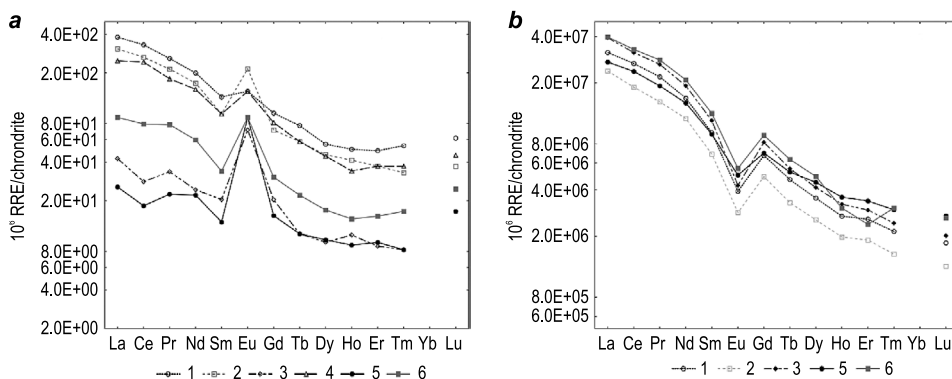 a
4.0E+02
2.0E+02
8.0E+01
6.0E+01
4.0E+01
2.0E+01
8.0E+00
6.0E+00
4.0E+00
2.0E+00
10⁶ RRE/chondrite
La Ce Pr Nd Sm Eu Gd Tb Dy Ho Er Tm Yb Lu
1 2 3 4 5 6
b
4.0E+07
2.0E+07
8.0E+06
6.0E+06
4.0E+06
2.0E+06
8.0E+05
6.0E+05
10⁶ RRE/chondrite
La Ce Pr Nd Sm Eu Gd Tb Dy Ho Er Tm Yb Lu
1 2 3 5 6